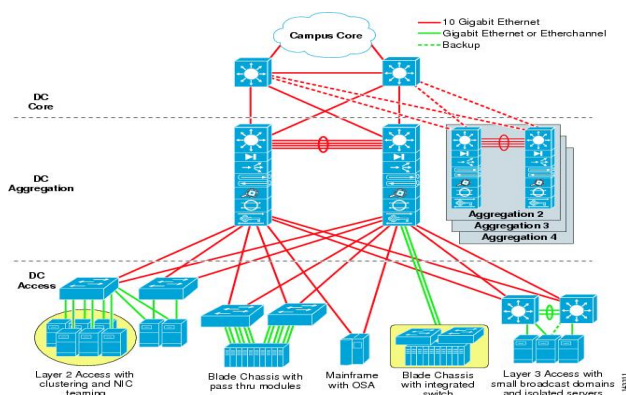 Campus Core
10 Gigabit Ethernet
Gigabit Ethernet or Etherchannel
Backup
DC
Core
DC
Aggregation
Aggregation 2
Aggregation 3
Aggregation 4
DC
Access
Layer 2 Access with
clustering and NIC
teaming
Blade Chassis with
pass thru modules
Mainframe
with OSA
Blade Chassis
with integrated
switch
Layer 3 Access with
small broadcast domains
and isolated servers